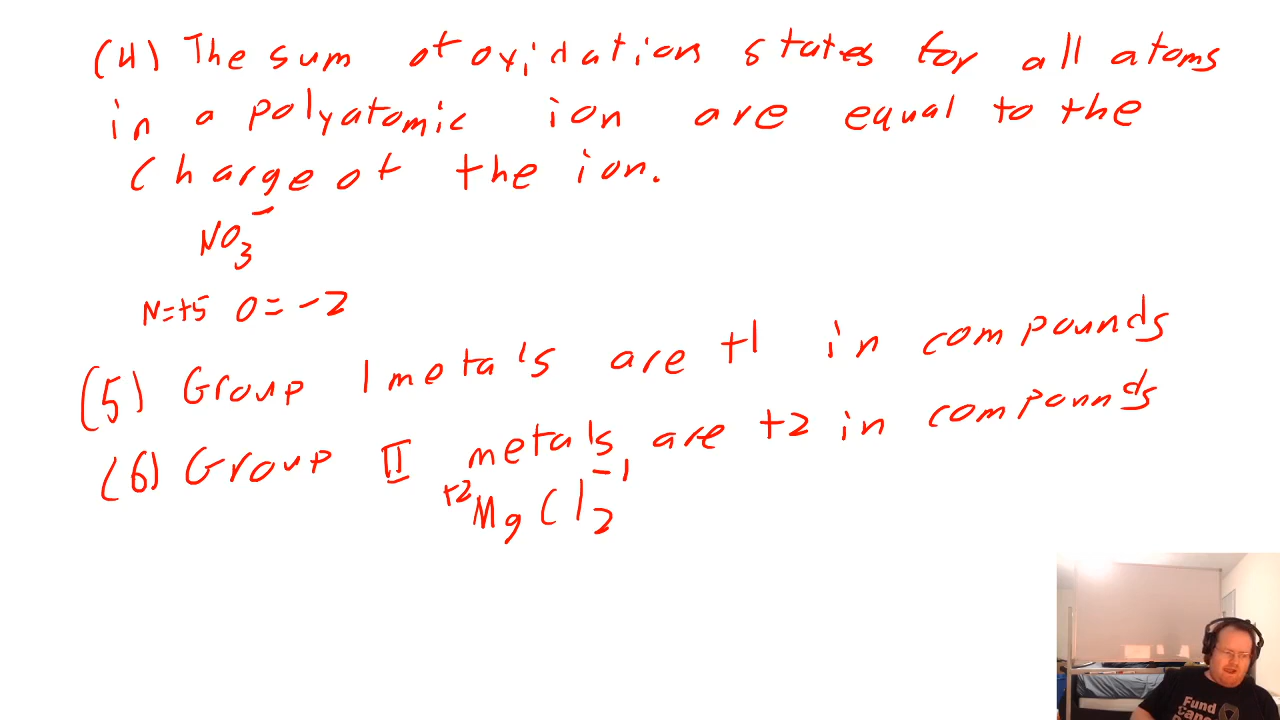 (4) The sum of oxidation states for all atoms
in a polyatomic ion are equal to the
Charge of the ion.
NO3-
N=+5 O=-2
(5) Group 1 metals are +1 in compounds
(6) Group II metals are +2 in compounds
+2MgCl2-1
Fund